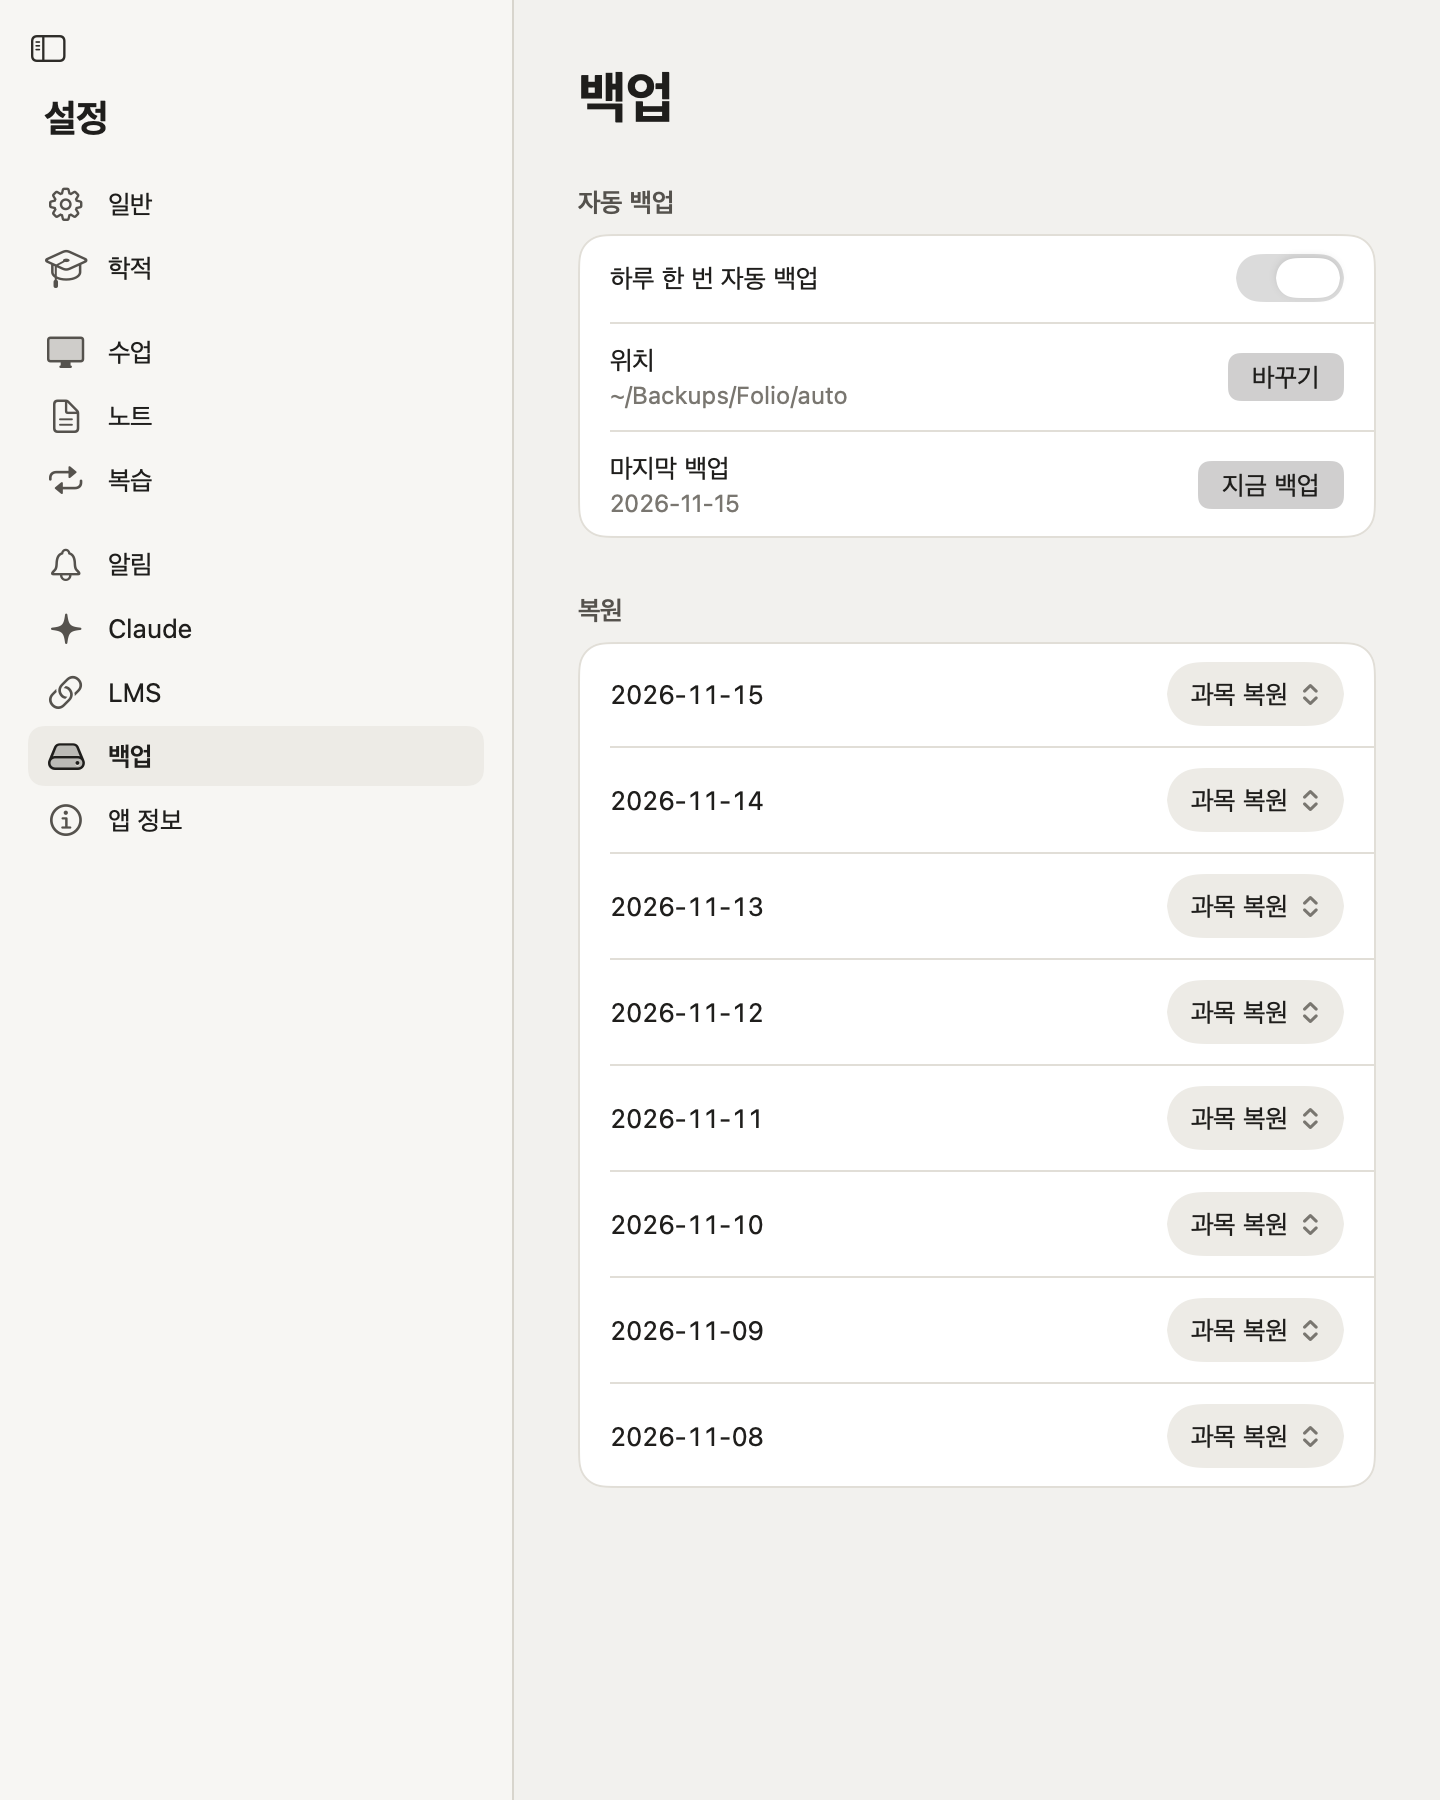 설정
일반
학적
수업
노트
복습
알림
Claude
LMS
백업
앱 정보
백업
자동 백업
하루 한 번 자동 백업
위치
~/Backups/Folio/auto
바꾸기
마지막 백업
2026-11-15
지금 백업
복원
2026-11-15 과목 복원
2026-11-14 과목 복원
2026-11-13 과목 복원
2026-11-12 과목 복원
2026-11-11 과목 복원
2026-11-10 과목 복원
2026-11-09 과목 복원
2026-11-08 과목 복원